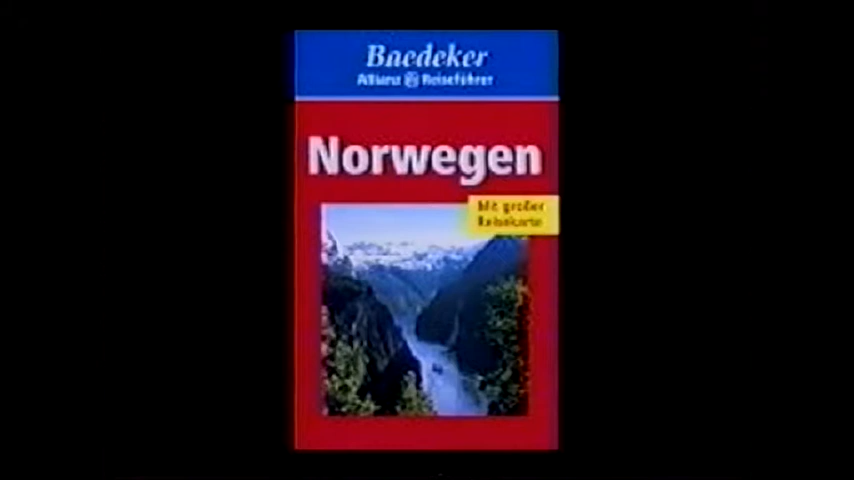 Baedeker
Allianz Reiseführer
Norwegen
Mit großer
Reisekarte